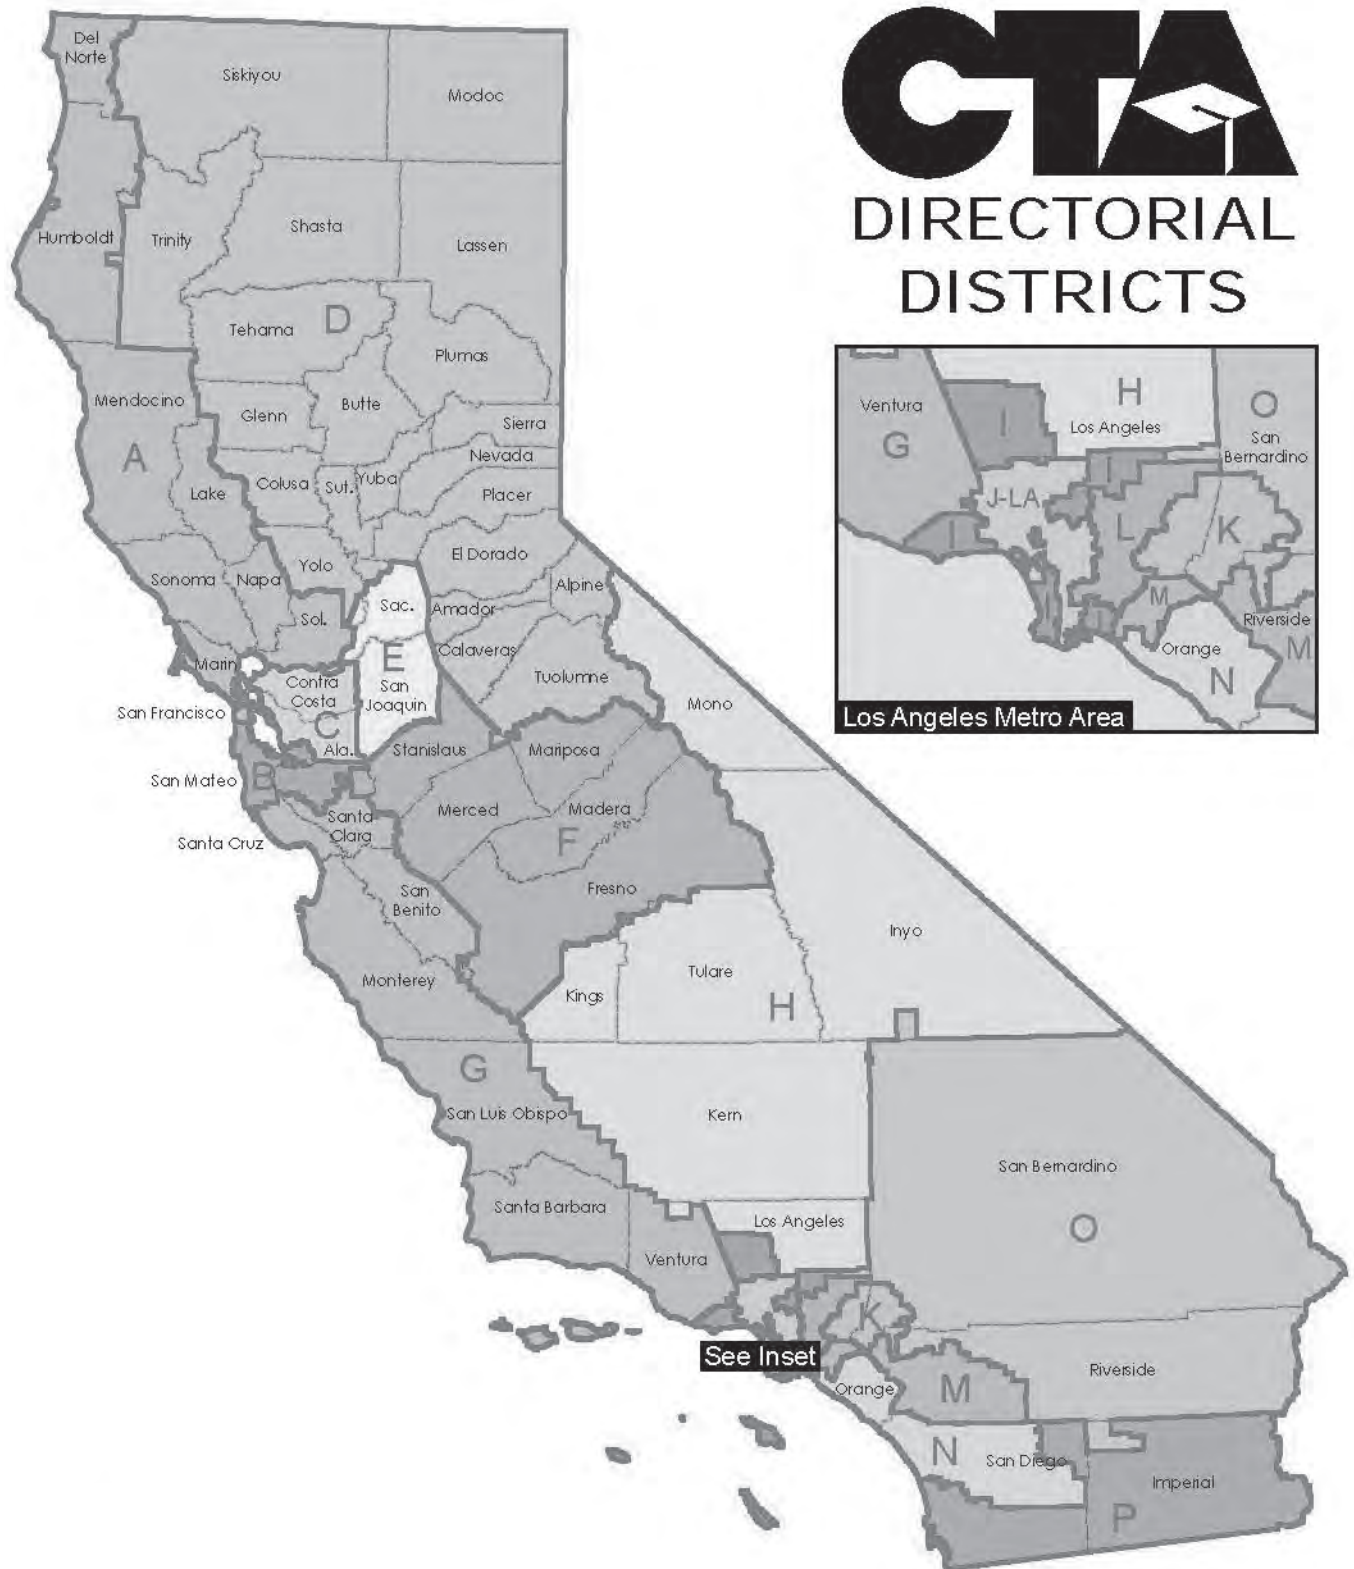 CTA
DIRECTORIAL
DISTRICTS
Del
Norte
Siskiyou
Modoc
Humboldt
Trinity
Shasta
Lassen
Tehama
D
Plumas
Mendocino
Glenn
Butte
Sierra
A
Lake
Colusa
Sut.
Yuba
Nevada
Placer
Sonoma
Napa
Yolo
El Dorado
Sol.
Sac.
Amador
Alpine
Marin
E
Calaveras
Contra
Costa
San
Joaquin
Tuolumne
San Francisco
C
Ala.
Stanislaus
Mariposa
Mono
San Mateo
B
Santa
Clara
Merced
Madera
Santa Cruz
F
San
Benito
Fresno
Inyo
Monterey
Kings
Tulare
H
G
San Luis Obispo
Kern
San Bernardino
O
Santa Barbara
Ventura
Los Angeles
K
See Inset
Orange
M
Riverside
N
San Diego
Imperial
P
Ventura
G
I
H
Los Angeles
O
San
Bernardino
I
J-LA
L
K
I
M
I
I
Riverside
M
Orange
N
Los Angeles Metro Area